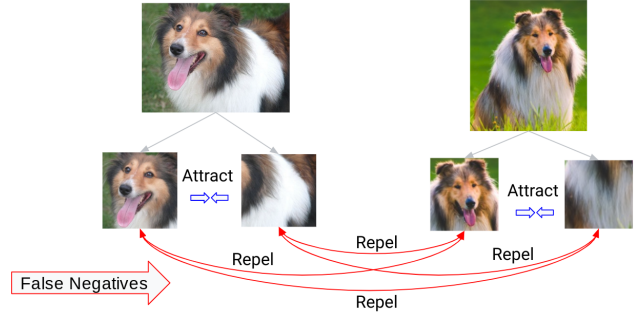 Attract
Attract
Repel
Repel
Repel
False Negatives
Repel